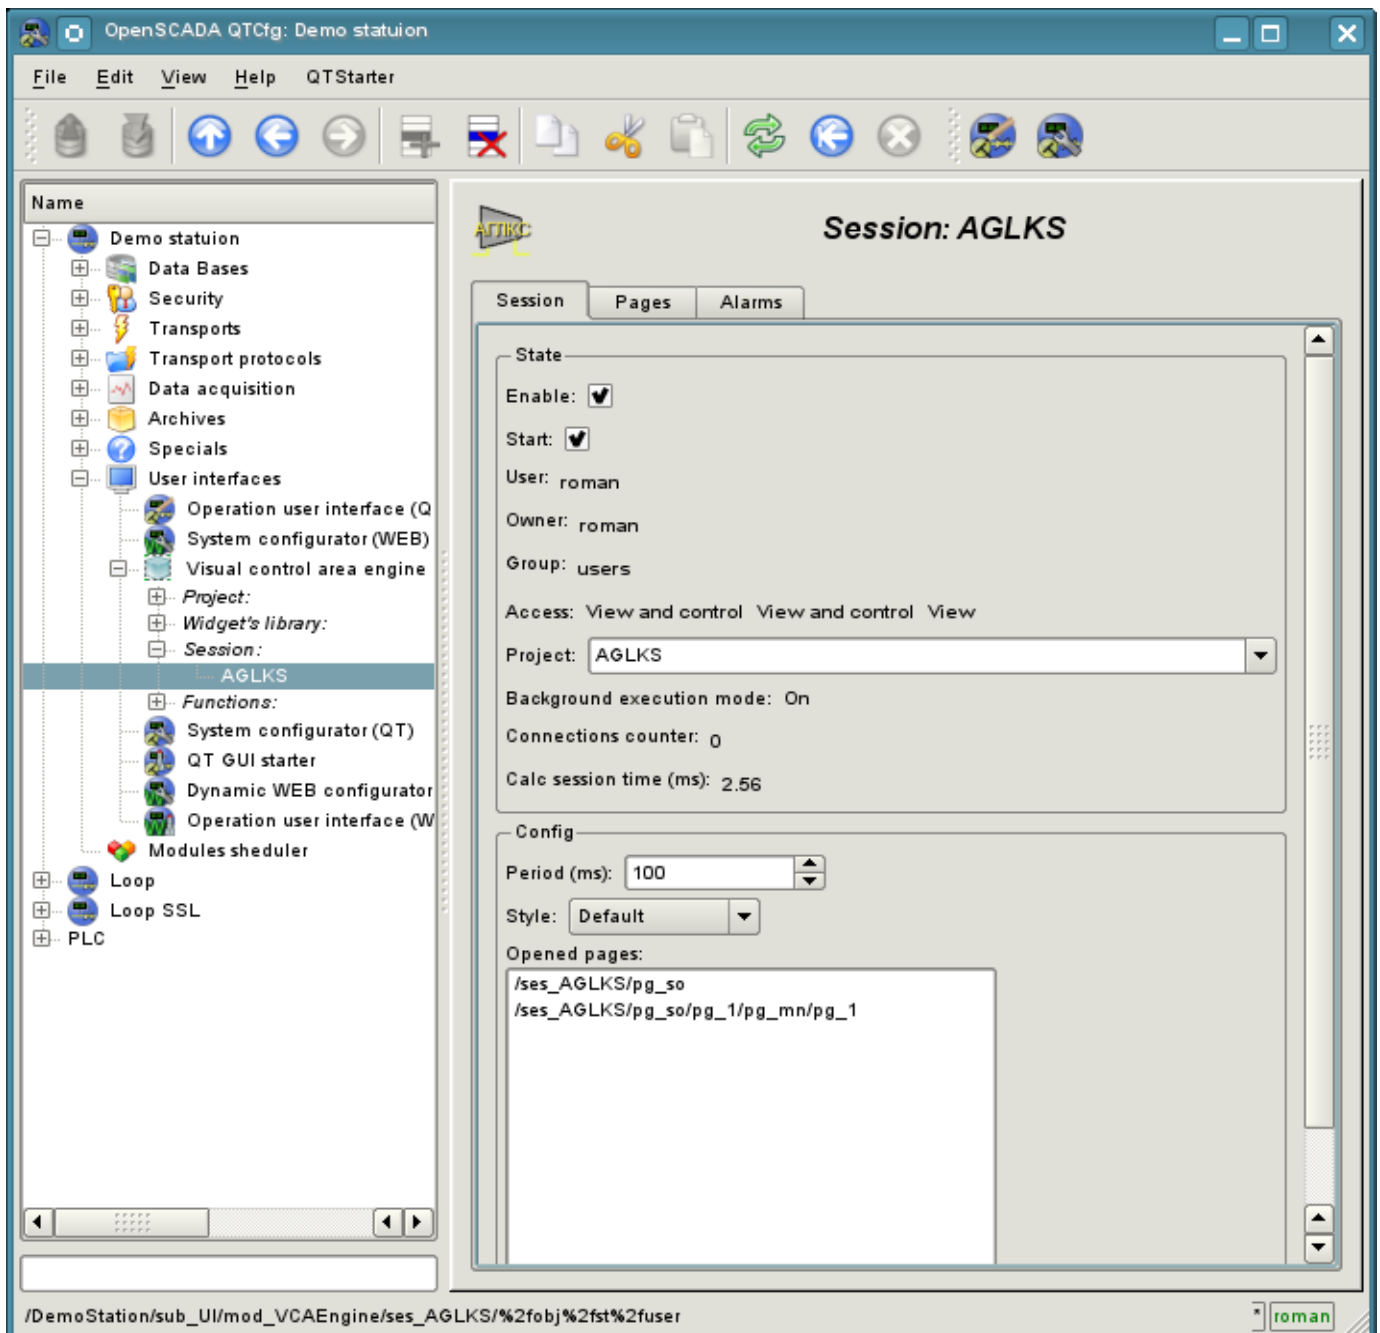 OpenSCADA QTCfg: Demo statuion
File Edit View Help QTStarter
Name
Demo statuion
Data Bases
Security
Transports
Transport protocols
Data acquisition
Archives
Specials
User interfaces
Operation user interface (Q
System configurator (WEB)
Visual control area engine
Project:
Widget's library:
Session:
AGLKS
Functions:
System configurator (QT)
QT GUI starter
Dynamic WEB configurator
Operation user interface (W
Modules sheduler
Loop
Loop SSL
PLC
АГЛКС
Session: AGLKS
Session Pages Alarms
State
Enable:
Start:
User: roman
Owner: roman
Group: users
Access: View and control View and control View
Project: AGLKS
Background execution mode: On
Connections counter: 0
Calc session time (ms): 2.56
Config
Period (ms): 100
Style: Default
Opened pages:
/ses_AGLKS/pg_so
/ses_AGLKS/pg_so/pg_1/pg_mn/pg_1
/DemoStation/sub_UI/mod_VCAEngine/ses_AGLKS/%2fobj%2fst%2fuser
* roman